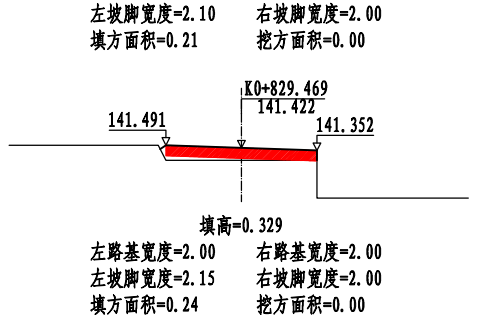 左坡脚宽度=2.10 右坡脚宽度=2.00
填方面积=0.21 挖方面积=0.00
K0+829.469
141.422
141.491
141.352
填高=0.329
左路基宽度=2.00 右路基宽度=2.00
左坡脚宽度=2.15 右坡脚宽度=2.00
填方面积=0.24 挖方面积=0.00